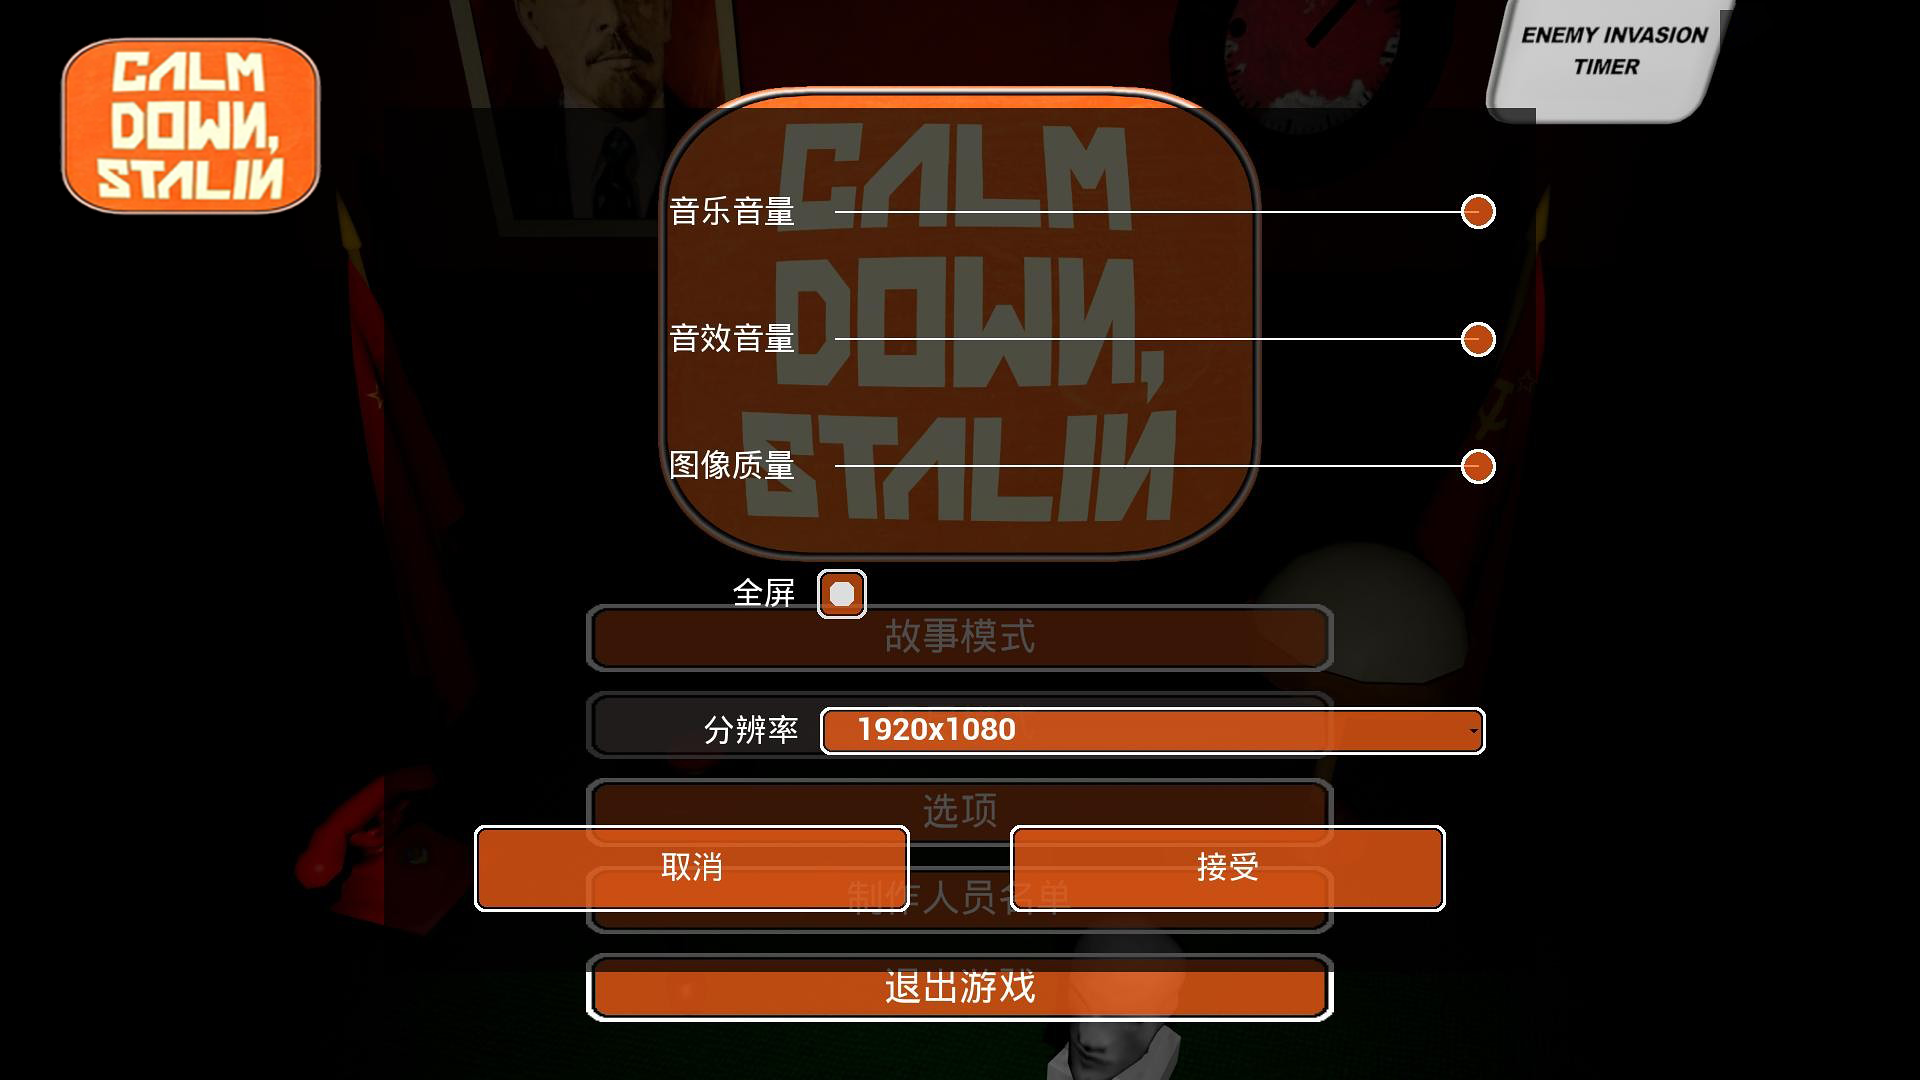 CALM
DOWN,
STALIN
ENEMY INVASION
TIMER
CALM
DOWN,
STALIN
音乐音量
音效音量
图像质量
全屏
故事模式
分辨率 1920x1080
选项
取消 接受
制作人员名单
退出游戏